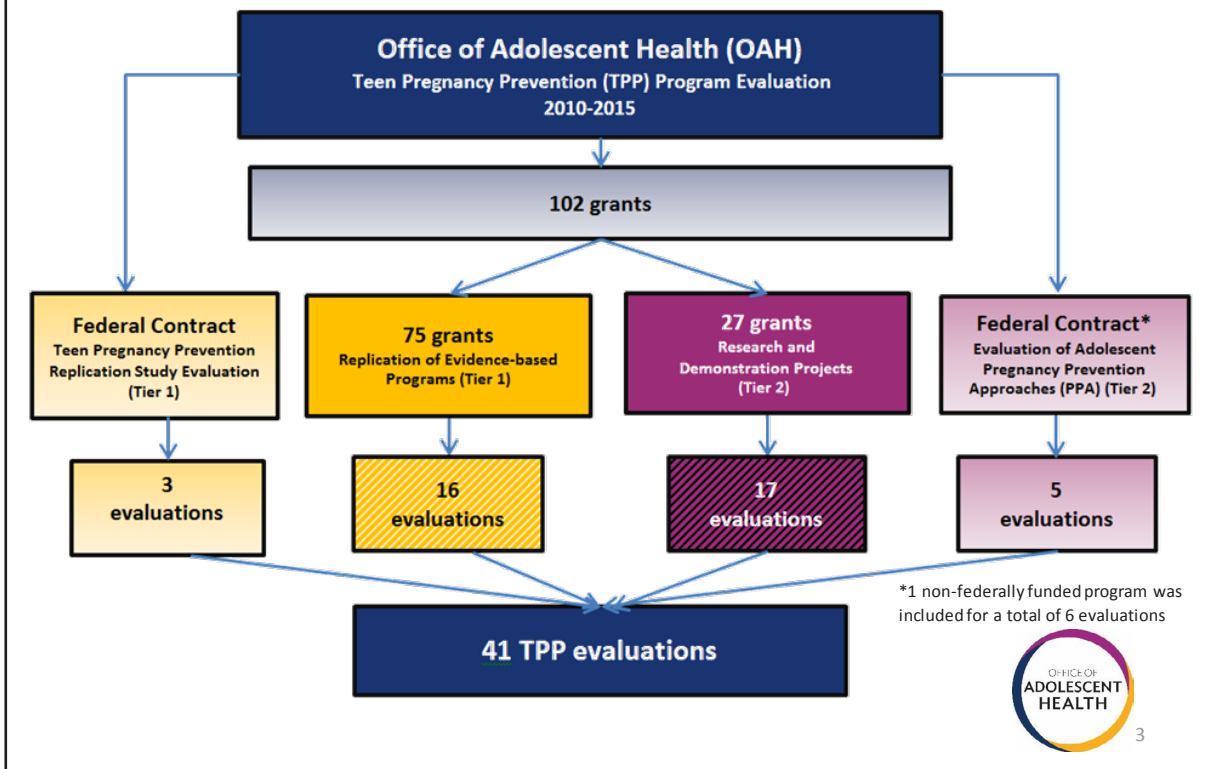 Office of Adolescent Health (OAH)
Teen Pregnancy Prevention (TPP) Program Evaluation
2010-2015
102 grants
Federal Contract
Teen Pregnancy Prevention
Replication Study Evaluation
(Tier 1)
75 grants
Replication of Evidence-based
Programs (Tier 1)
27 grants
Research and
Demonstration Projects
(Tier 2)
Federal Contract*
Evaluation of Adolescent
Pregnancy Prevention
Approaches (PPA) (Tier 2)
3
evaluations
16
evaluations
17
evaluations
5
evaluations
*1 non-federally funded program was
included for a total of 6 evaluations
41 TPP evaluations
OFFICE OF
ADOLESCENT
HEALTH
3